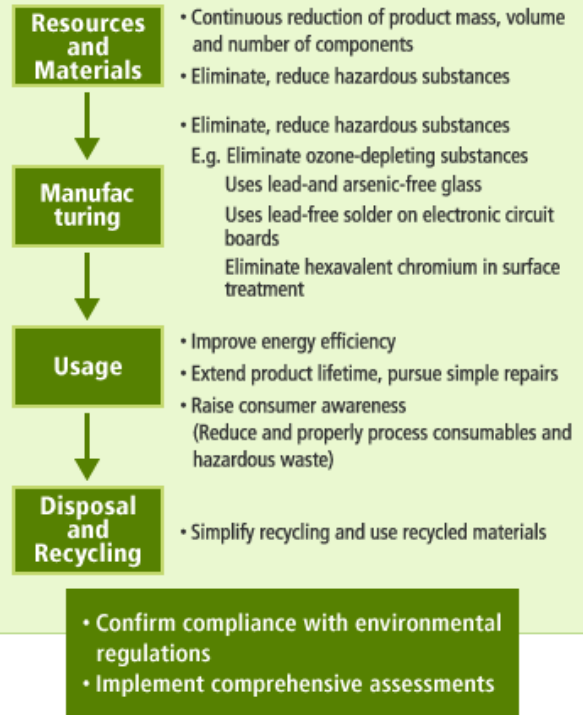 Resources
and
Materials
• Continuous reduction of product mass, volume
and number of components
• Eliminate, reduce hazardous substances
Manufac
turing
• Eliminate, reduce hazardous substances
E.g. Eliminate ozone-depleting substances
Uses lead-and arsenic-free glass
Uses lead-free solder on electronic circuit
boards
Eliminate hexavalent chromium in surface
treatment
Usage
• Improve energy efficiency
• Extend product lifetime, pursue simple repairs
• Raise consumer awareness
(Reduce and properly process consumables and
hazardous waste)
Disposal
and
Recycling
• Simplify recycling and use recycled materials
• Confirm compliance with environmental
regulations
• Implement comprehensive assessments